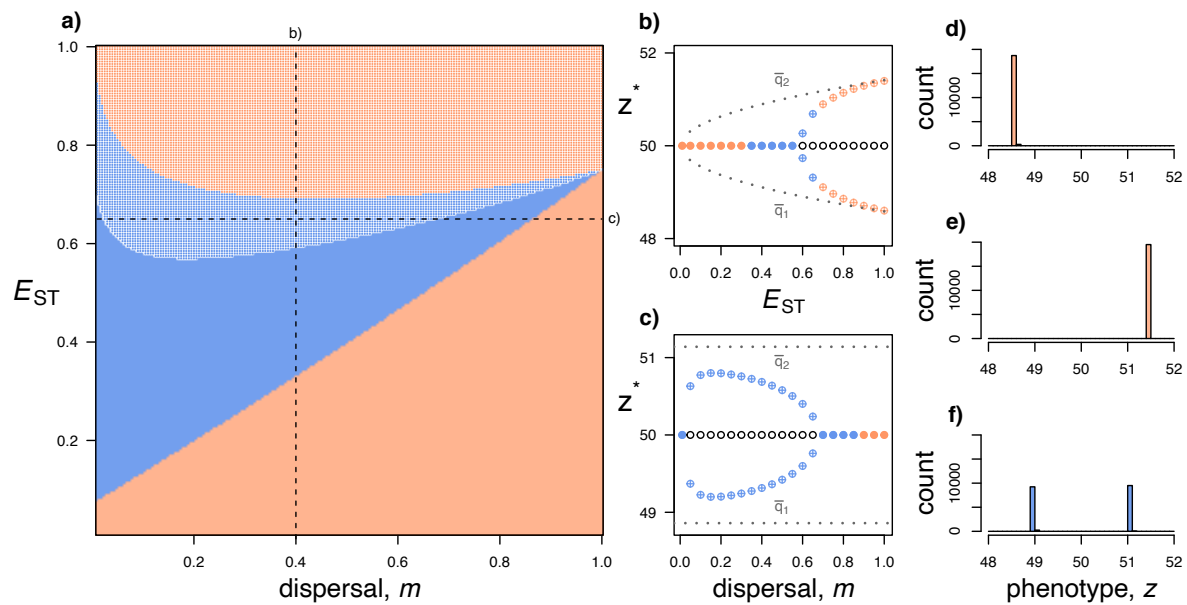 a)
b)
1.0
0.8
0.6
0.4
0.2
E_ST
c)
0.2 0.4 0.6 0.8 1.0
dispersal, m
b)
52
51
50
49
48
z*
q̅2
q̅1
0.0 0.2 0.4 0.6 0.8 1.0
E_ST
c)
51
50
49
z*
q̅2
q̅1
0.0 0.2 0.4 0.6 0.8 1.0
dispersal, m
d)
count
10000
0
48 49 50 51 52
e)
count
10000
0
48 49 50 51 52
f)
count
10000
0
48 49 50 51 52
phenotype, z